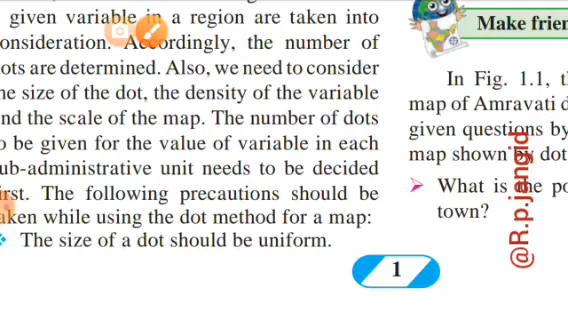 given variable in a region are taken into
onsideration. Accordingly, the number of
ots are determined. Also, we need to consider
he size of the dot, the density of the variable
nd the scale of the map. The number of dots
o be given for the value of variable in each
ub-administrative unit needs to be decided
irst. The following precautions should be
aken while using the dot method for a map:
The size of a dot should be uniform.
1
Make frien
In Fig. 1.1, th
map of Amravati d
given questions by
map shown by dot
What is the po
town?
@R.p.jangid